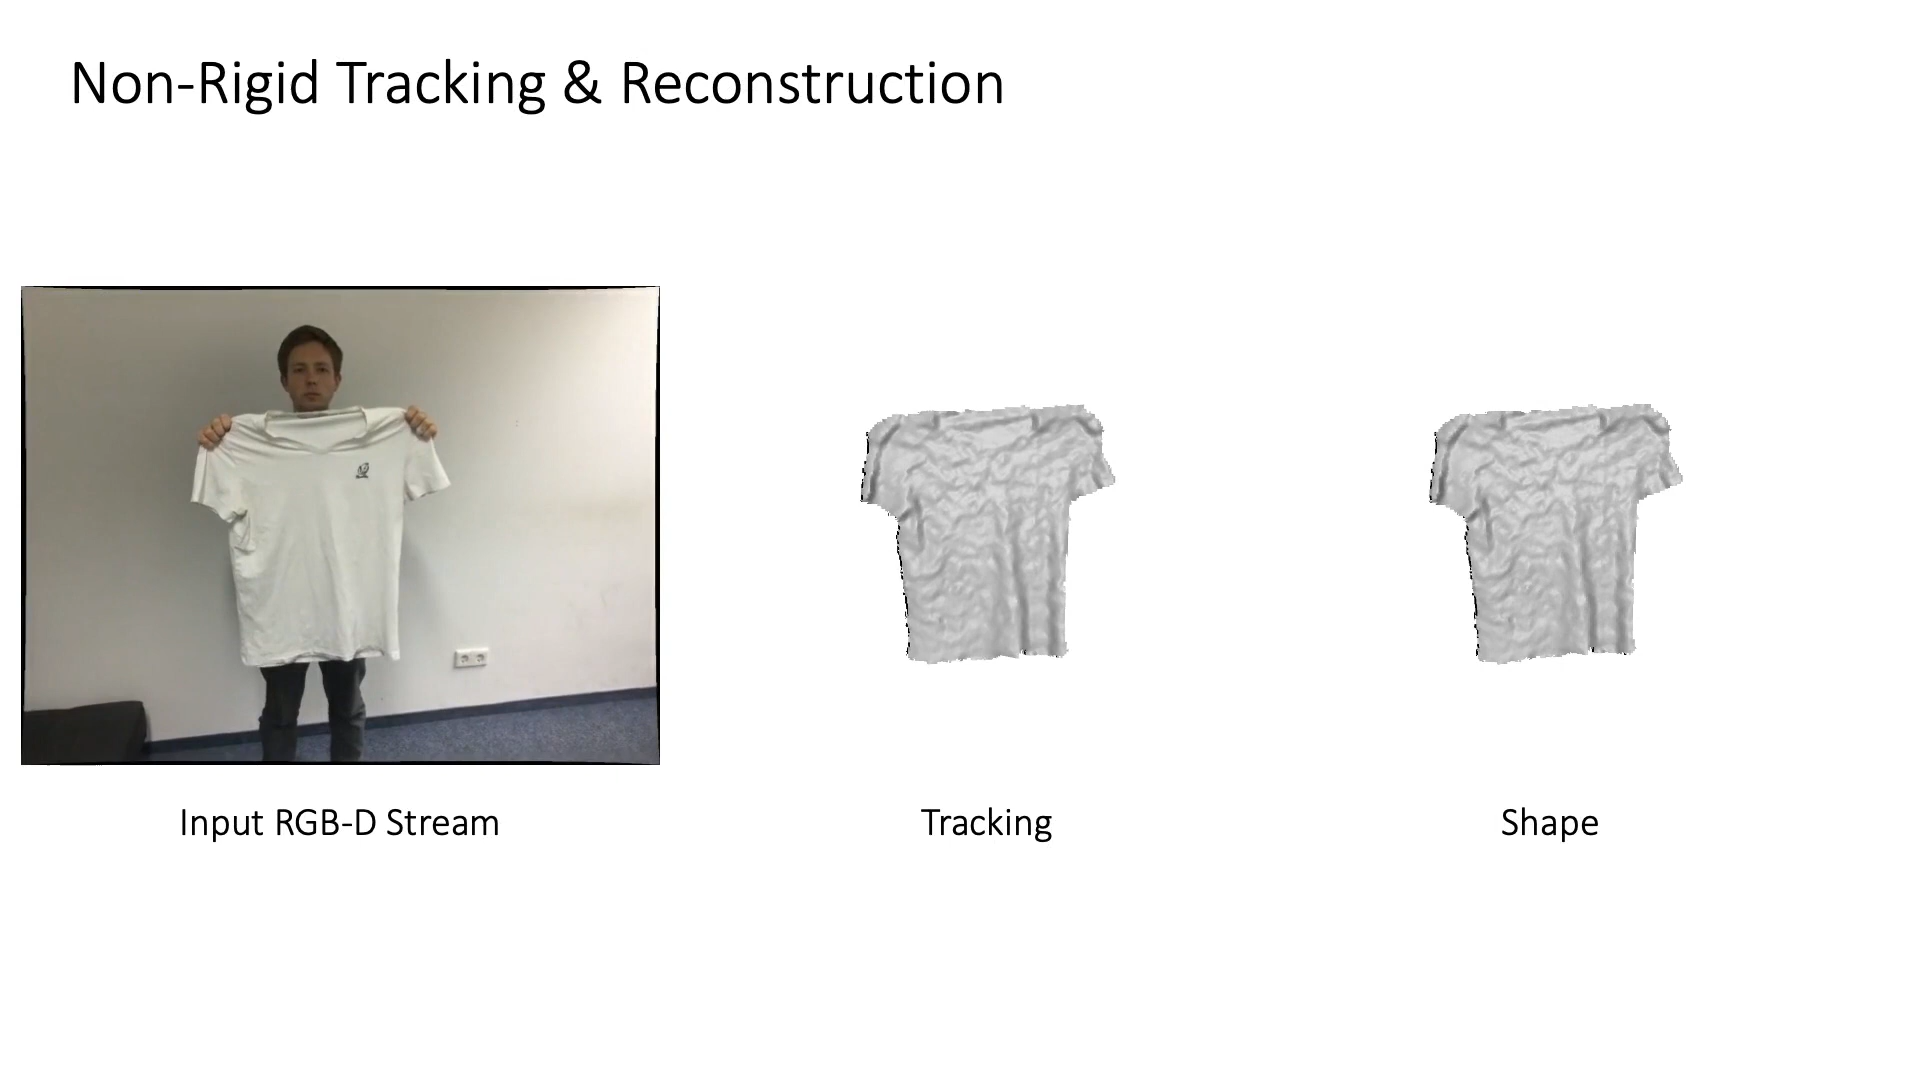 Non-Rigid Tracking & Reconstruction
Input RGB-D Stream
Tracking
Shape